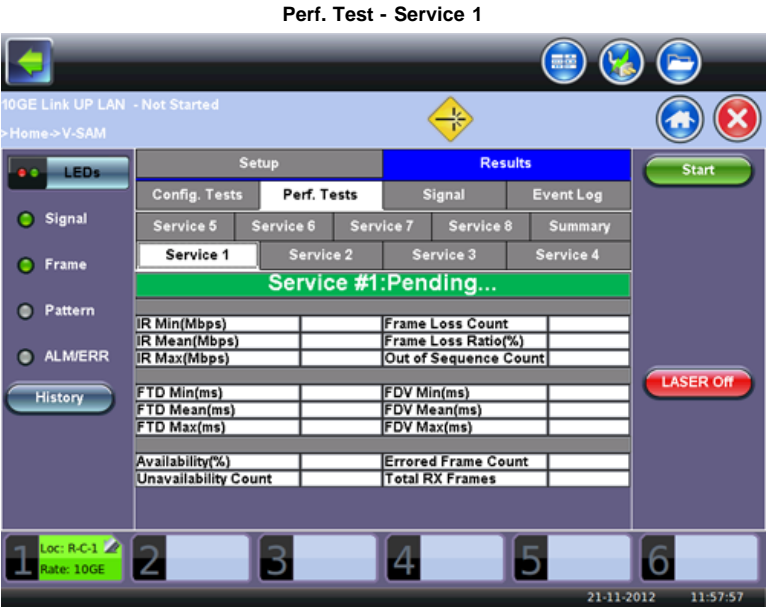 Perf. Test - Service 1
10GE Link UP LAN - Not Started
>Home->V-SAM
LEDs
Signal
Frame
Pattern
ALM/ERR
History
Setup Results
Config. Tests Perf. Tests Signal Event Log
Service 5 Service 6 Service 7 Service 8 Summary
Service 1 Service 2 Service 3 Service 4
Service #1:Pending...
IR Min(Mbps) Frame Loss Count
IR Mean(Mbps) Frame Loss Ratio(%)
IR Max(Mbps) Out of Sequence Count
FTD Min(ms) FDV Min(ms)
FTD Mean(ms) FDV Mean(ms)
FTD Max(ms) FDV Max(ms)
Availability(%) Errored Frame Count
Unavailability Count Total RX Frames
Start
LASER Off
1 Loc: R-C-1
Rate: 10GE
2
3
4
5
6
21-11-2012 11:57:57